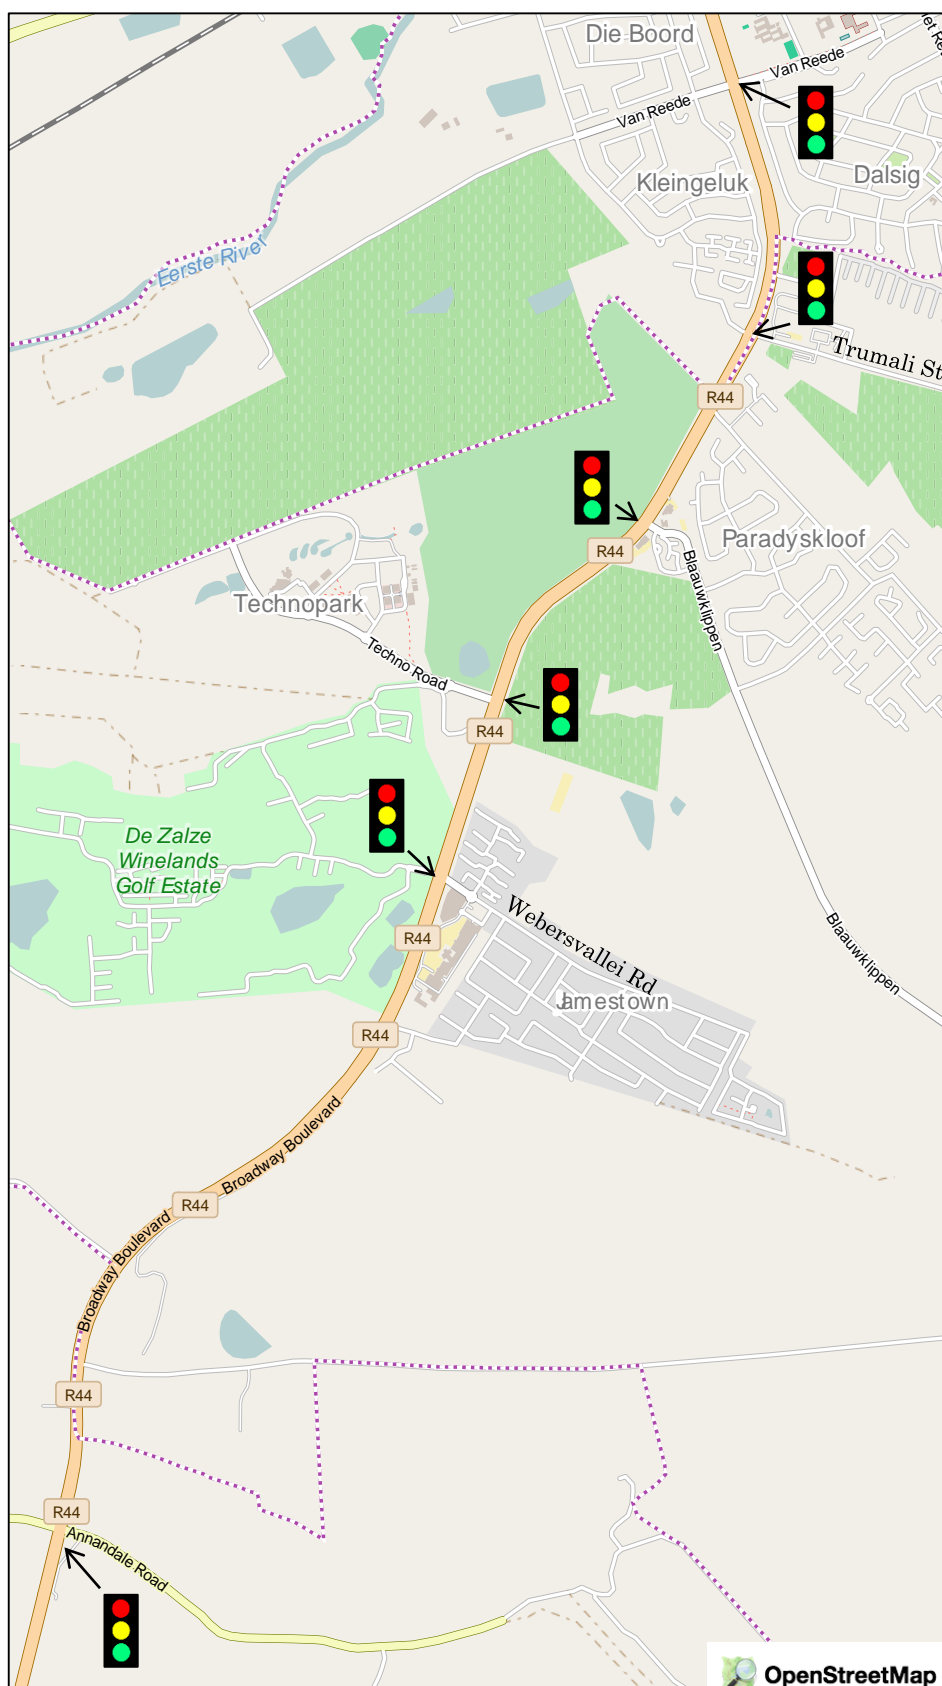 Die Boord
Van Reede
Van Reede
Kleingeluk
Dalsig
Eerste River
Trumali St
R44
Paradyskloof
R44
Blaauwklippen
Technopark
Techno Road
R44
De Zalze
Winelands
Golf Estate
Webersvallei Rd
Blaauwklippen
R44
Jamestown
R44
Broadway Boulevard
R44
Broadway Boulevard
R44
R44
Annandale Road
OpenStreetMap